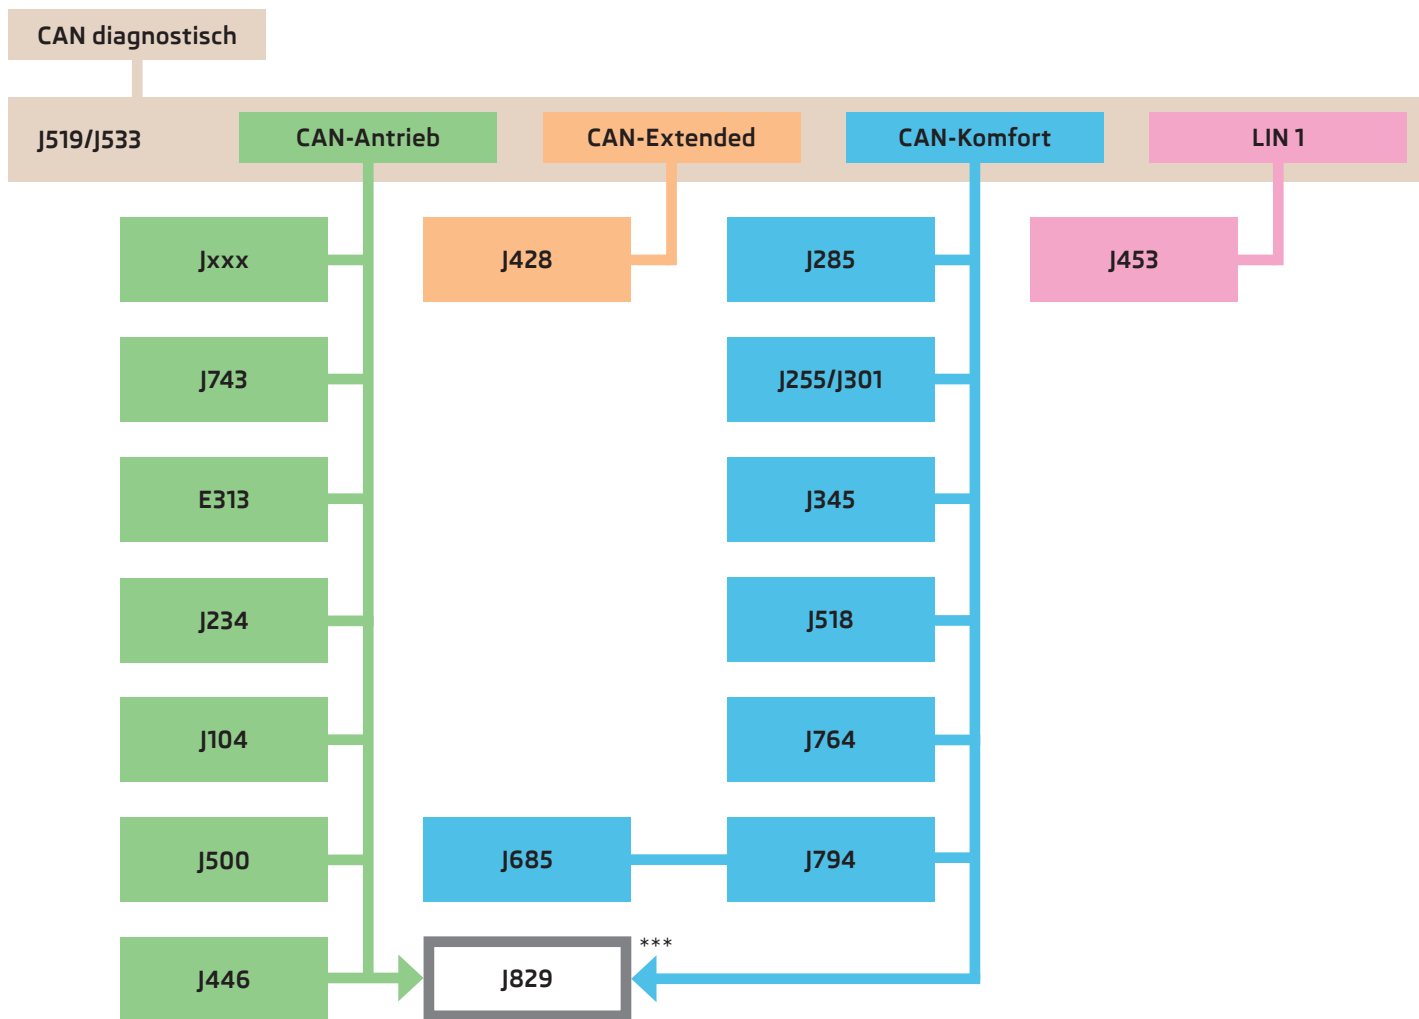 CAN diagnostisch
J519/J533
CAN-Antrieb
CAN-Extended
CAN-Komfort
LIN 1
Jxxx
J428
J285
J453
J743
J255/J301
E313
J345
J234
J518
J104
J764
J500
J685
J794
J446
J829
***